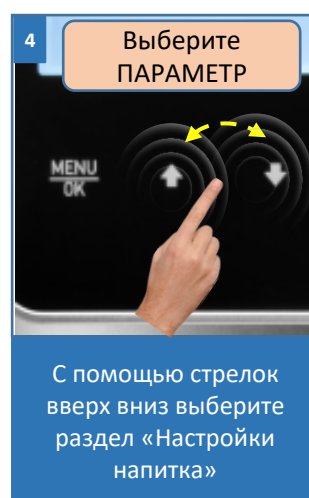 4
Выберите
ПАРАМЕТР
MENU
OK
С помощью стрелок
вверх вниз выберите
раздел «Настройки
напитка»